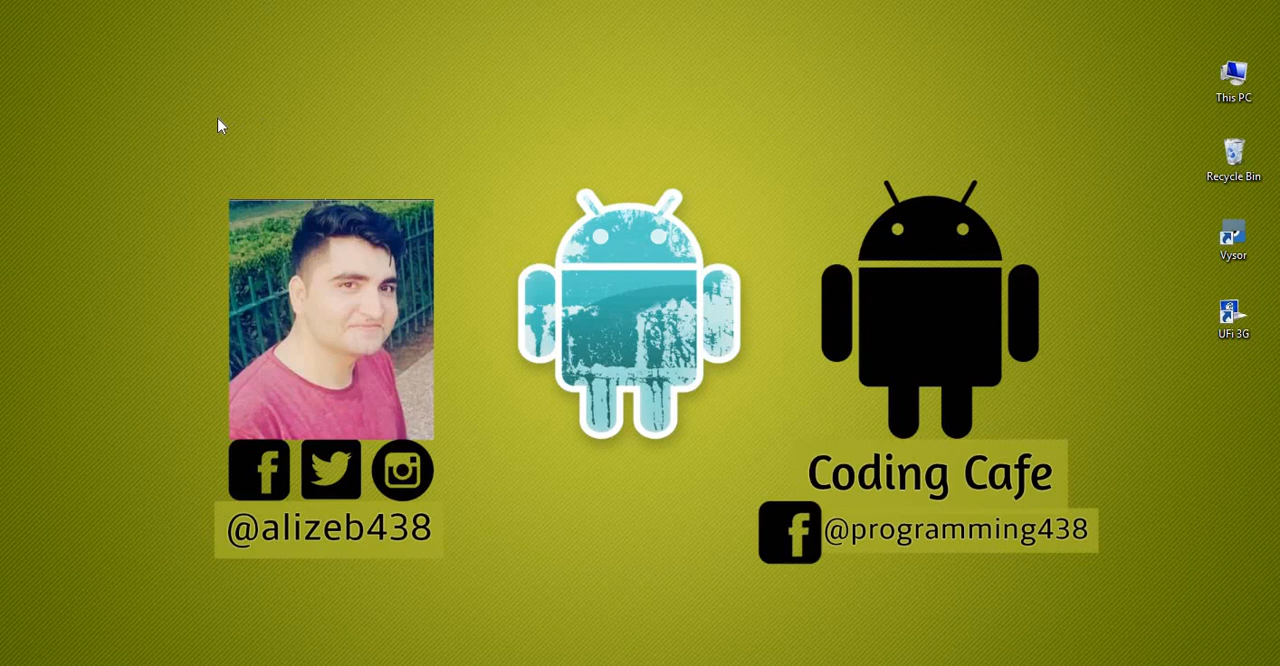 This PC
Recycle Bin
Vysor
UFi 3G
Coding Cafe
@alizeb438
@programming438